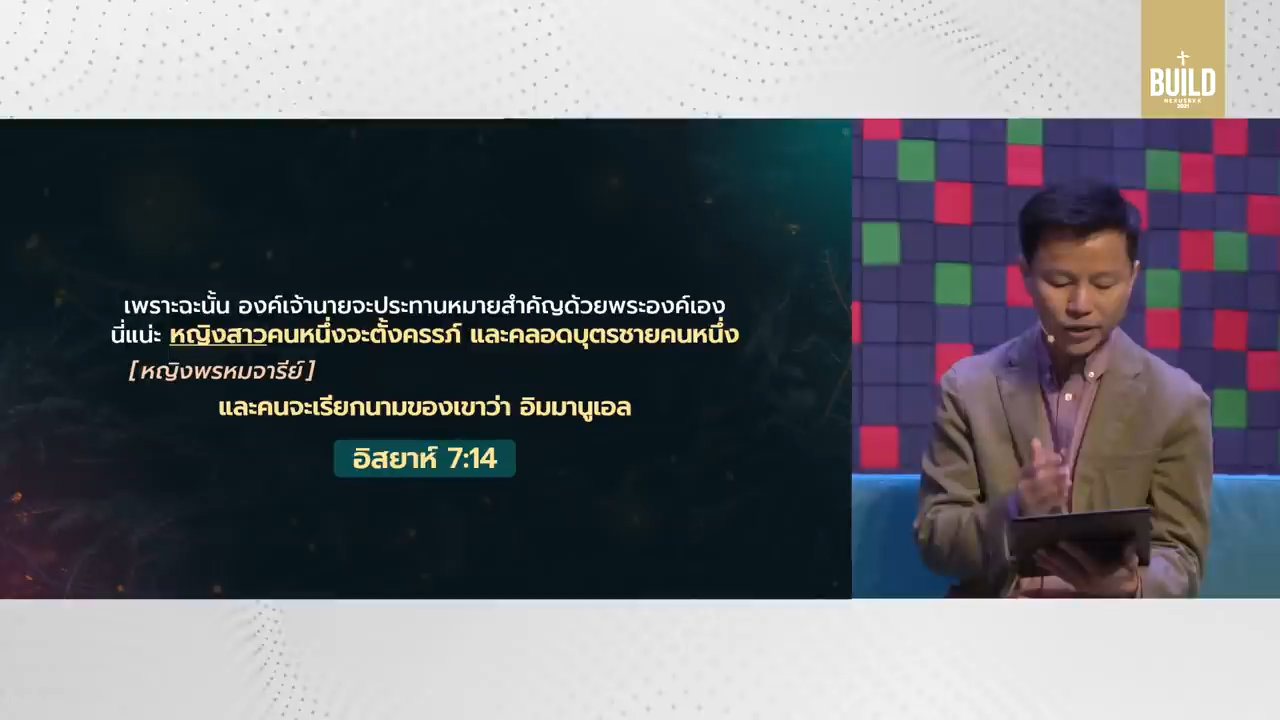 BUILD
NEXUSBKK
2021
เพราะฉะนั้น องค์เจ้านายจะประทานหมายสำคัญด้วยพระองค์เอง
นี่แน่ะ หญิงสาวคนหนึ่งจะตั้งครรภ์ และคลอดบุตรชายคนหนึ่ง
[หญิงพรหมจารีย์]
และคนจะเรียกนามของเขาว่า อิมมานูเอล
อิสยาห์ 7:14